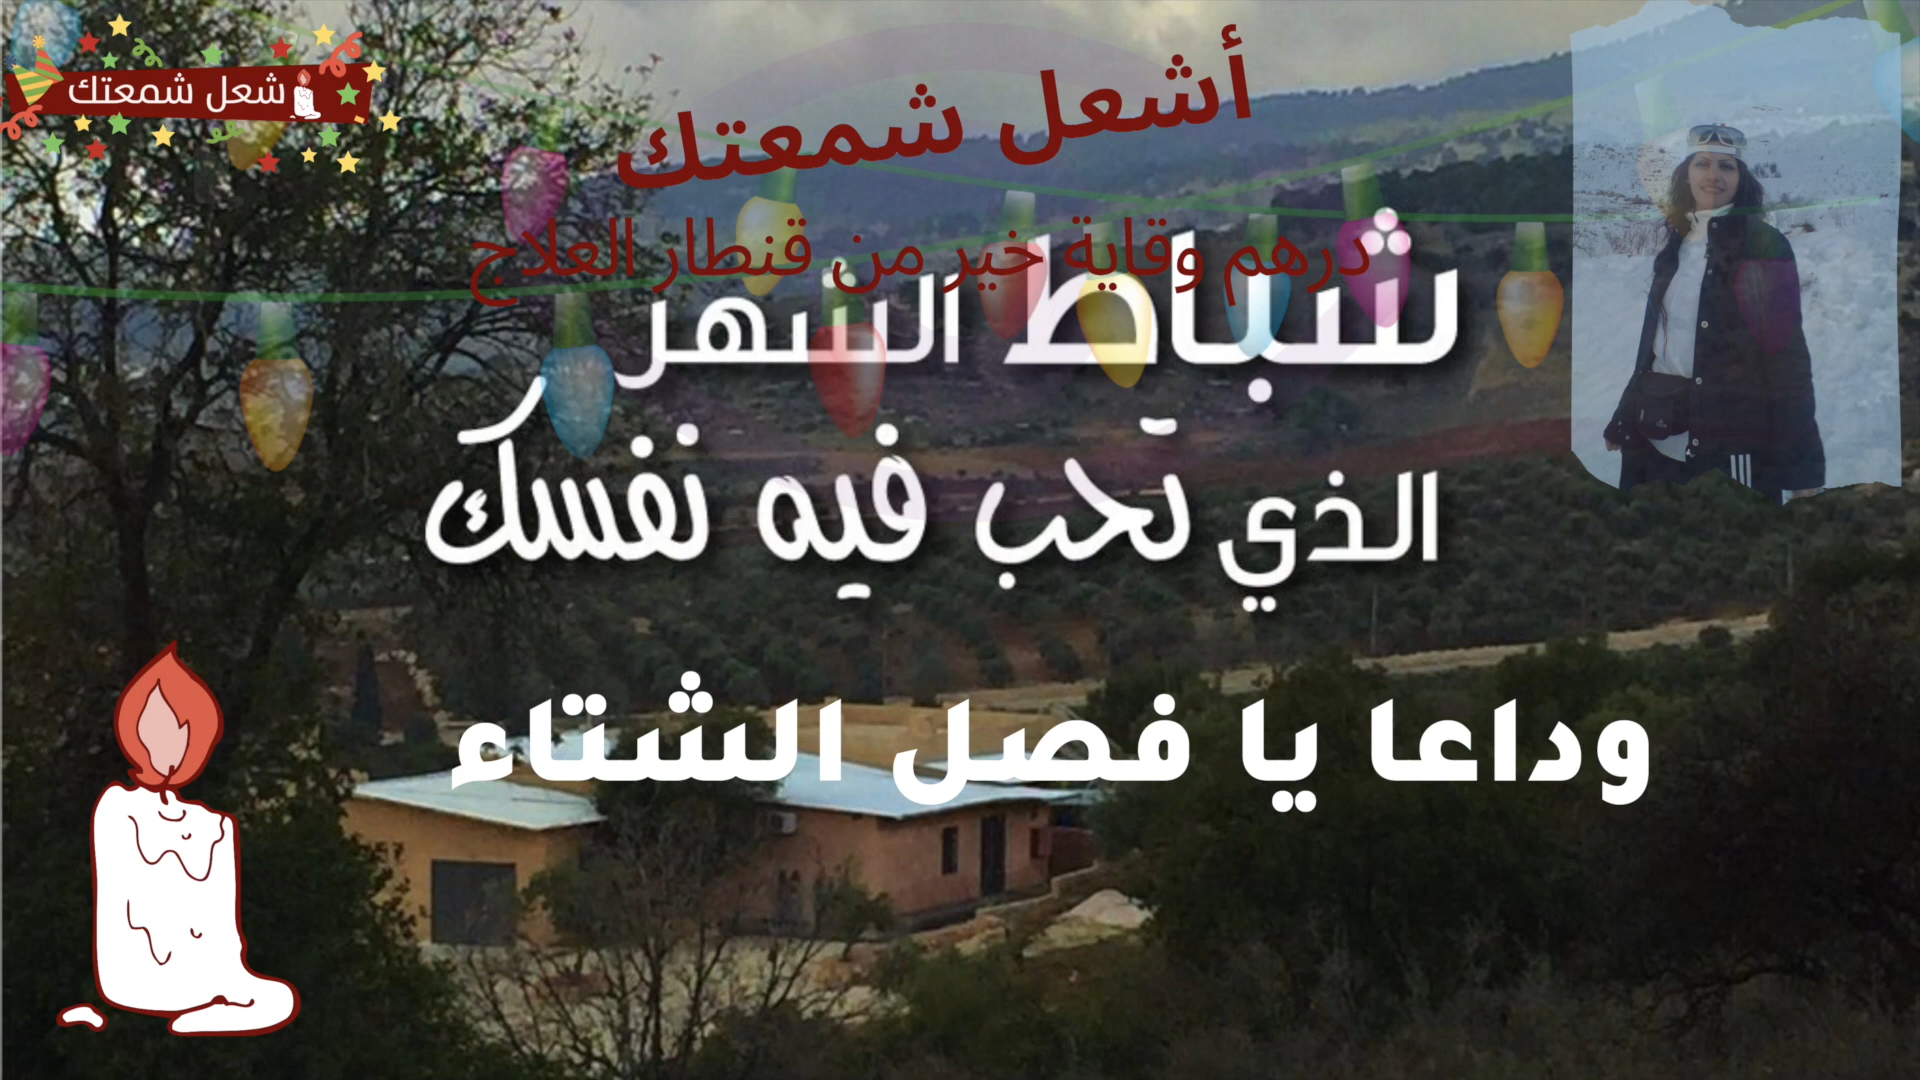 شعل شمعتك
أشعل شمعتك
درهم وقاية خير من قنطار العلاج
شباط الشهر
الذي تحب فيه نفسك
وداعا يا فصل الشتاء